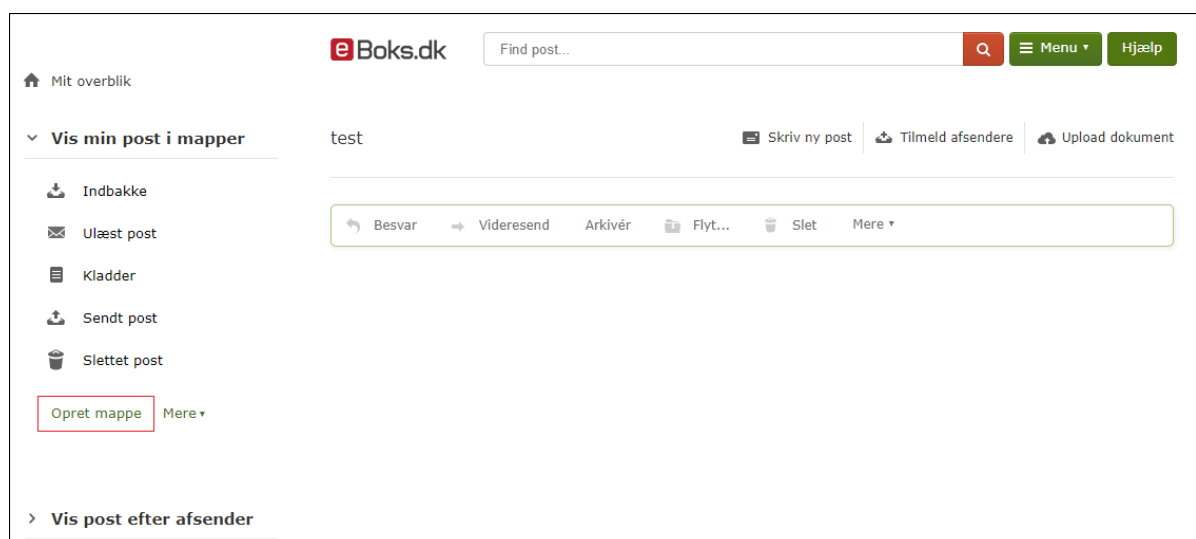 eBoks.dk
Find post...
Menu
Hjælp
Mit overblik
Vis min post i mapper
Indbakke
Ulæst post
Kladder
Sendt post
Slettet post
Opret mappe
Mere
Vis post efter afsender
test
Skriv ny post
Tilmeld afsendere
Upload dokument
Besvar
Videresend
Arkivér
Flyt...
Slet
Mere